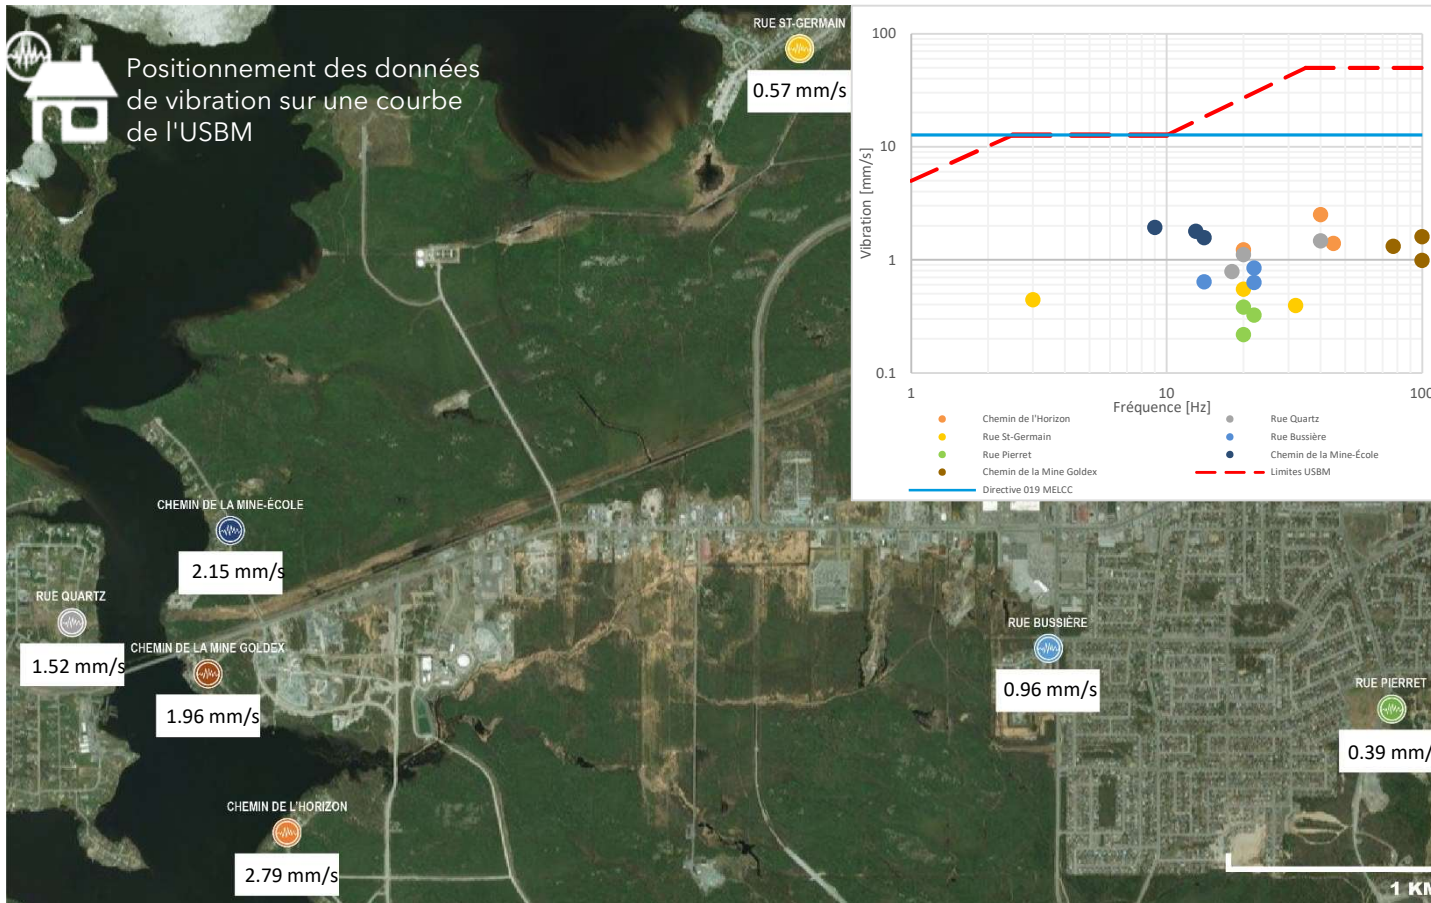 Positionnement des données
de vibration sur une courbe
de l'USBM
RUE ST-GERMAIN
0.57 mm/s
100
10
1
0.1
Vibration [mm/s]
1
10
100
Fréquence [Hz]
Chemin de l'Horizon
Rue Quartz
Rue St-Germain
Rue Bussière
Rue Pierret
Chemin de la Mine-École
Chemin de la Mine Goldex
Limites USBM
Directive 019 MELCC
CHEMIN DE LA MINE-ÉCOLE
2.15 mm/s
RUE QUARTZ
1.52 mm/s
CHEMIN DE LA MINE GOLDEX
1.96 mm/s
RUE BUSSIÈRE
0.96 mm/s
RUE PIERRET
0.39 mm/
CHEMIN DE L'HORIZON
2.79 mm/s
1 KM